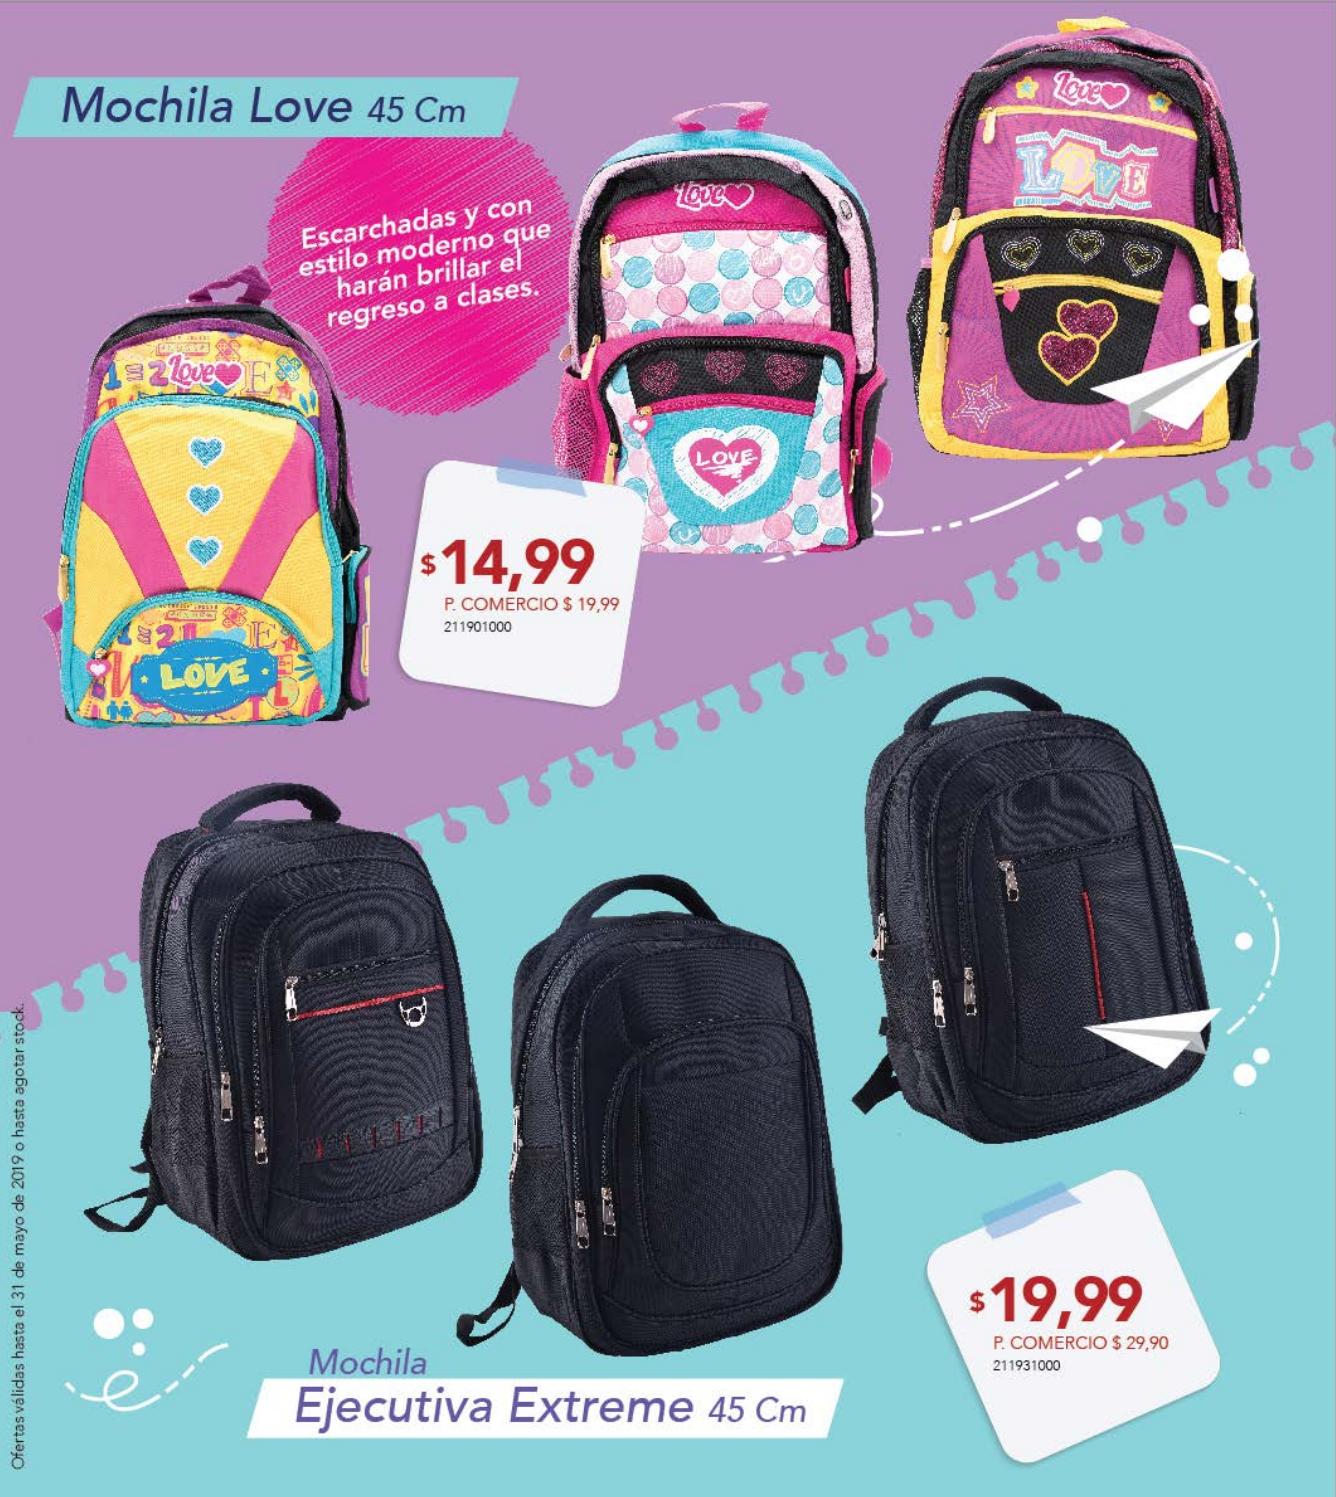 Mochila Love 45 Cm
Escarchadas y con
estilo moderno que
harán brillar el
regreso a clases.
Love
LOVE
Love
LOVE
Love
LOVE
$14,99
P. COMERCIO $ 19,99
211901000
$19,99
P. COMERCIO $ 29,90
211931000
Mochila
Ejecutiva Extreme 45 Cm
Ofertas válidas hasta el 31 de mayo de 2019 o hasta agotar stock.